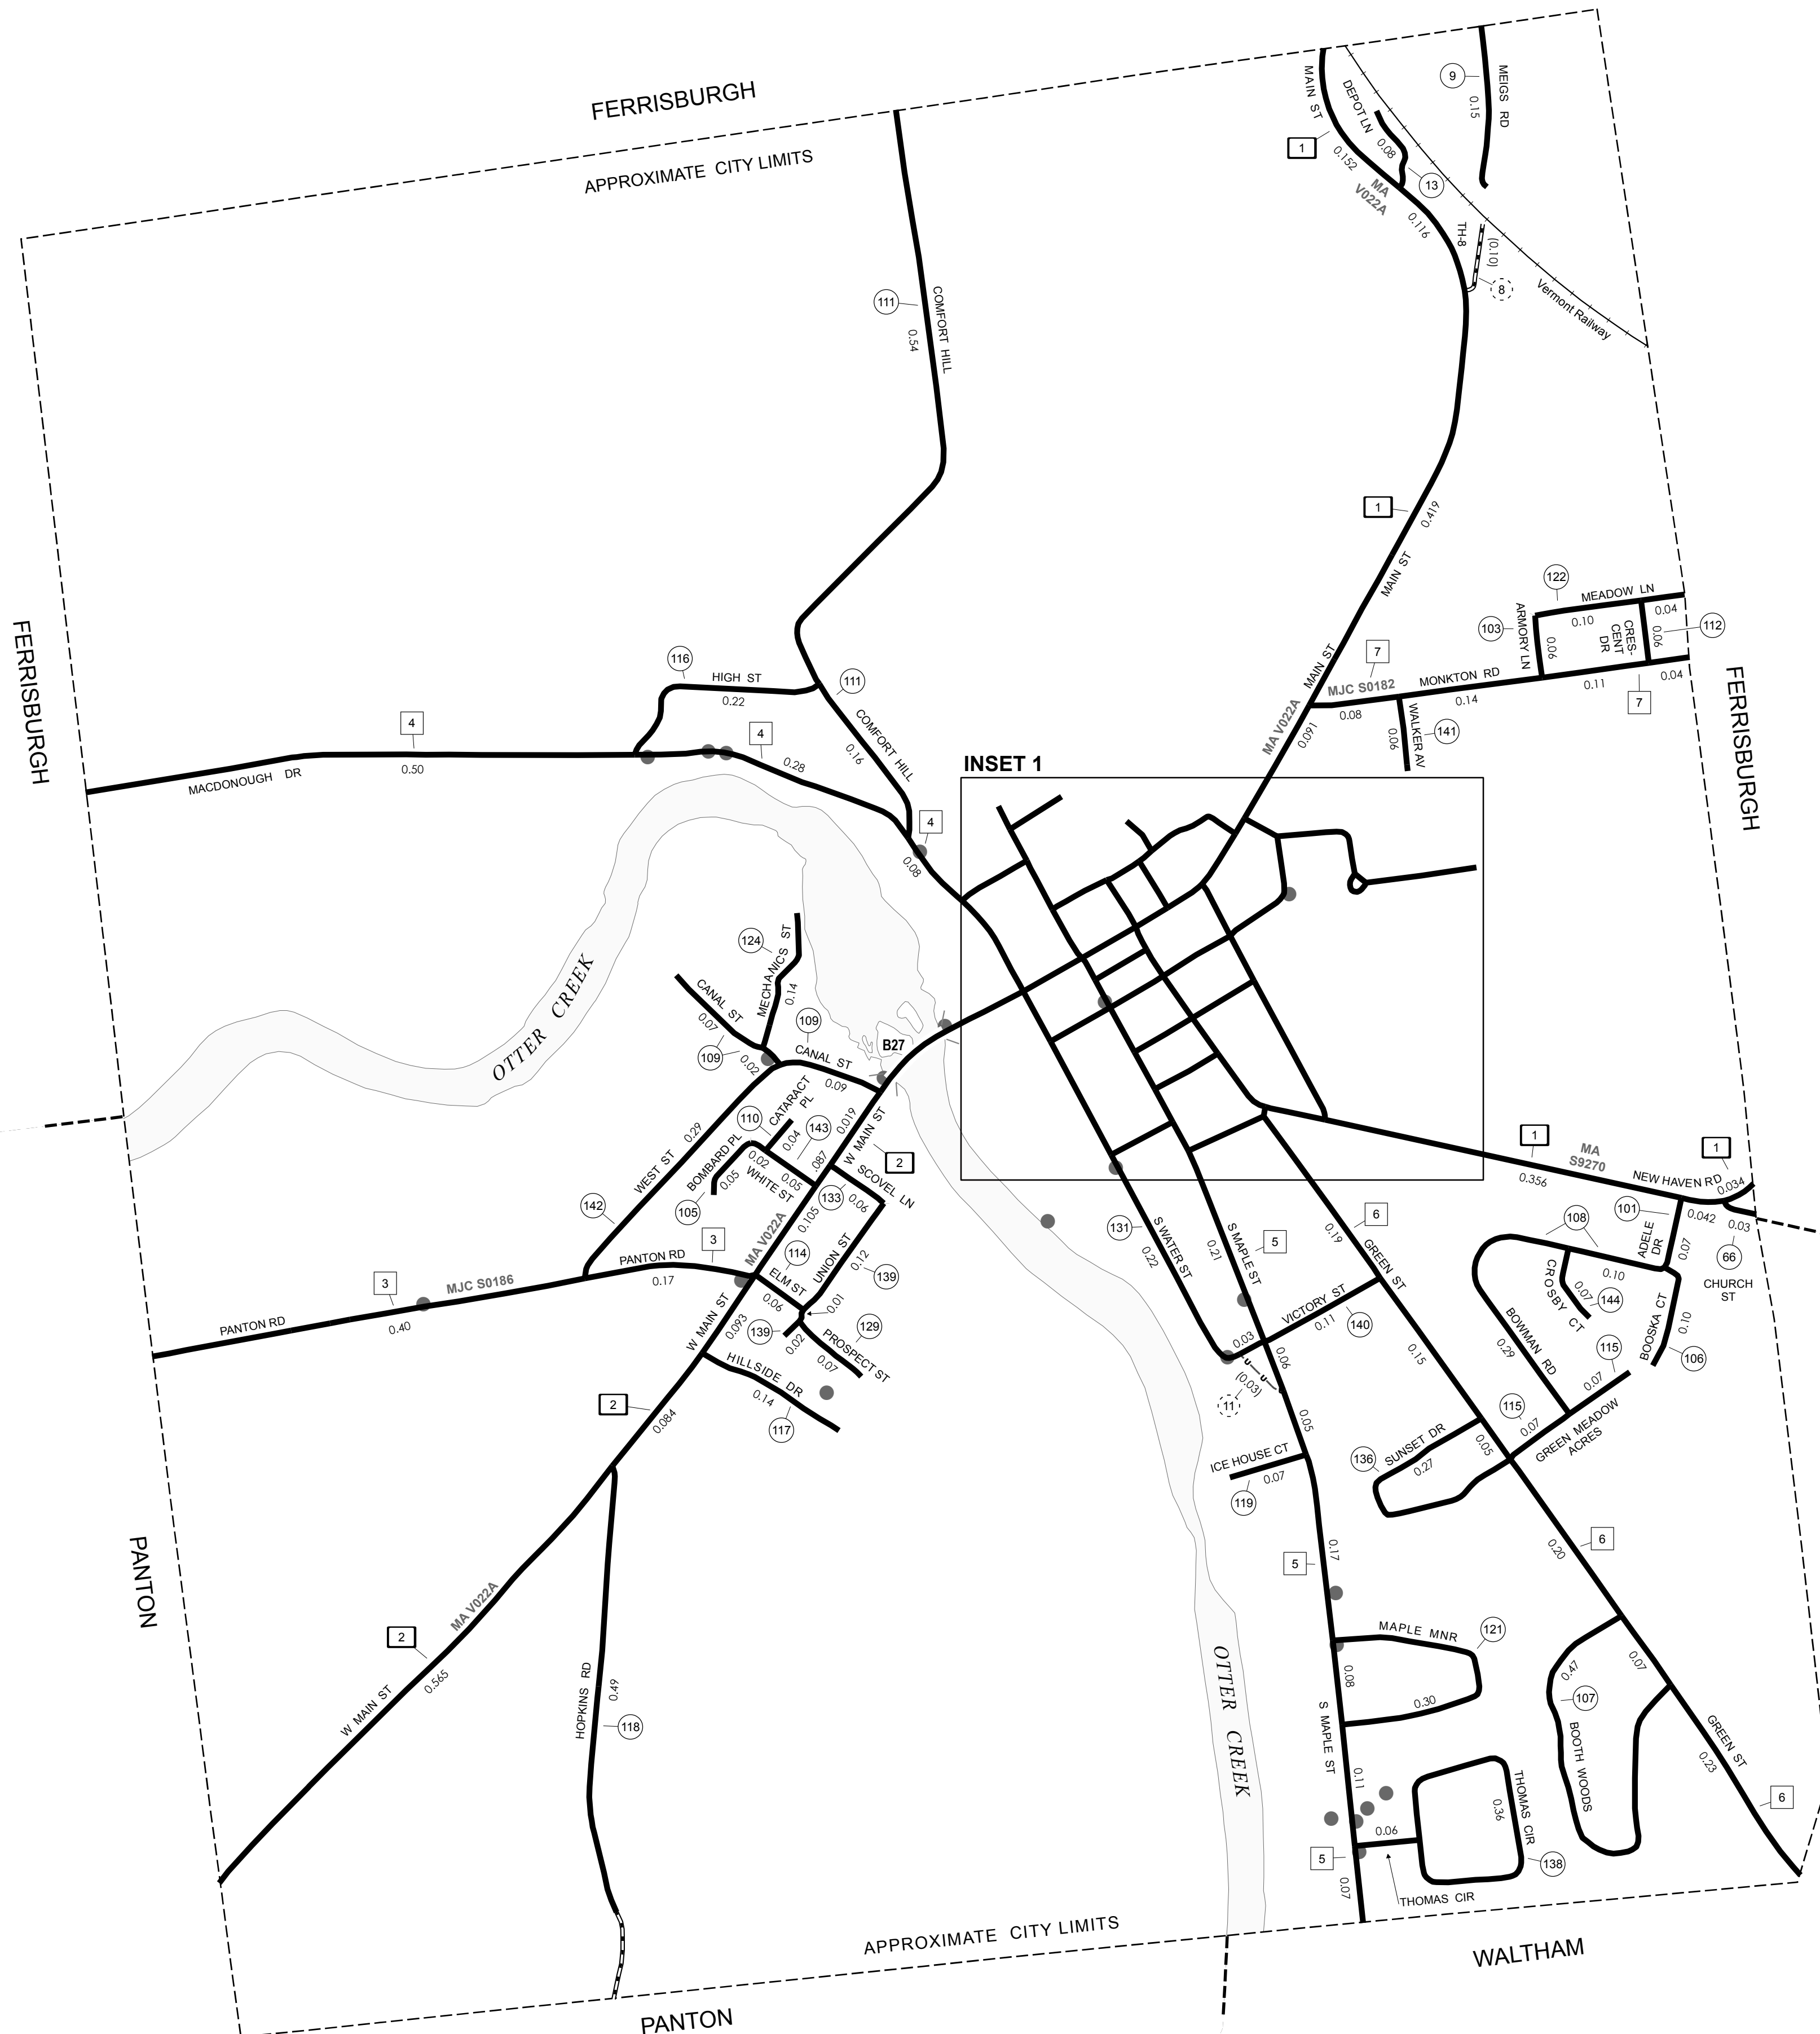 FERRISBURGH
APPROXIMATE CITY LIMITS
MAIN ST
DEPOT LN
9
0.15
MEIGS RD
1
0.152
0.08
13
MA
V022A
0.116
TH-8
(0.10)
8
Vermont Railway
111
0.54
COMFORT HILL
1
0.419
MAIN ST
122
MEADOW LN
0.04
0.10
103
ARMORY LN
0.06
CRES-
CENT
DR
0.06
112
FERRISBURGH
116
HIGH ST
0.22
111
COMFORT HILL
0.16
MAIN ST
7
MJC S0182
MONKTON RD
0.08
0.14
0.11
0.04
7
FERRISBURGH
MA V022A
0.091
WALKER AV
0.06
141
4
0.50
MACDONOUGH DR
4
0.28
4
0.08
INSET 1
OTTER CREEK
124
MECHANICS ST
0.14
CANAL ST
0.07
109
0.02
109
CANAL ST
0.09
B27
CATARACT
PL
110
0.04
143
0.019
W MAIN ST
.087
2
WEST ST
0.29
142
BOMBARD PL
0.05
0.02
WHITE ST
0.05
105
133
0.06
SCOVEL LN
MA V022A
0.105
114
ELM ST
0.06
UNION ST
0.12
139
0.01
139
0.02
129
PROSPECT ST
0.07
3
PANTON RD
0.17
3
MJC S0186
PANTON RD
0.40
W MAIN ST
0.093
HILLSIDE DR
0.14
117
2
0.084
1
MA
S9270
0.356
1
NEW HAVEN RD
0.034
0.042
0.03
66
CHURCH
ST
101
ADELE
DR
0.07
108
0.10
CROSBY CT
0.07
144
BOOSKA CT
0.10
106
BOWMAN RD
0.29
115
0.07
115
0.07
GREEN MEADOW
ACRES
131
S WATER ST
0.22
S MAPLE ST
0.21
5
0.19
6
GREEN ST
VICTORY ST
0.11
140
0.03
0.06
0.15
U
U
(0.03)
11
0.05
ICE HOUSE CT
0.07
119
136
SUNSET DR
0.27
0.05
0.20
6
5
0.17
MAPLE MNR
121
0.08
0.30
S MAPLE ST
0.11
0.47
107
BOOTH WOODS
0.07
GREEN ST
0.23
6
0.36
THOMAS CIR
138
0.06
5
0.07
THOMAS CIR
PANTON
MA V022A
2
0.565
W MAIN ST
HOPKINS RD
0.49
118
OTTER CREEK
APPROXIMATE CITY LIMITS
WALTHAM
PANTON